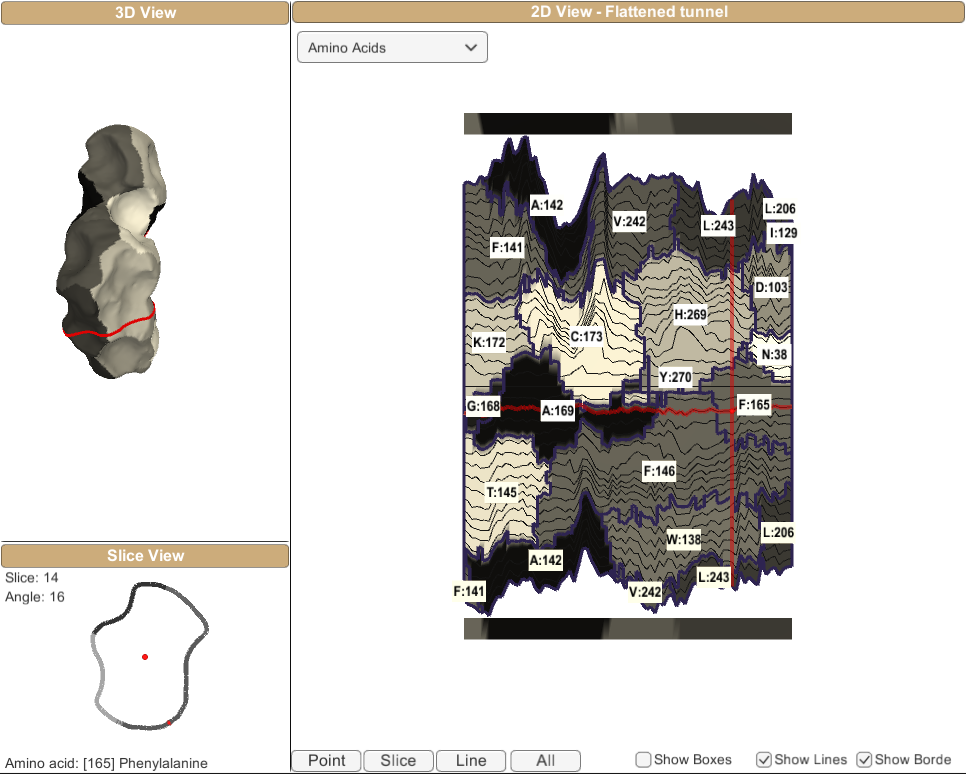 3D View
2D View - Flattened tunnel
Amino Acids
A:142
L:206
V:242
L:243
I:129
F:141
D:103
H:269
C:173
K:172
N:38
Y:270
G:168
A:169
F:165
F:146
T:145
W:138
L:206
A:142
L:243
F:141
V:242
Slice View
Slice: 14
Angle: 16
Amino acid: [165] Phenylalanine
Point
Slice
Line
All
Show Boxes
Show Lines
Show Borde